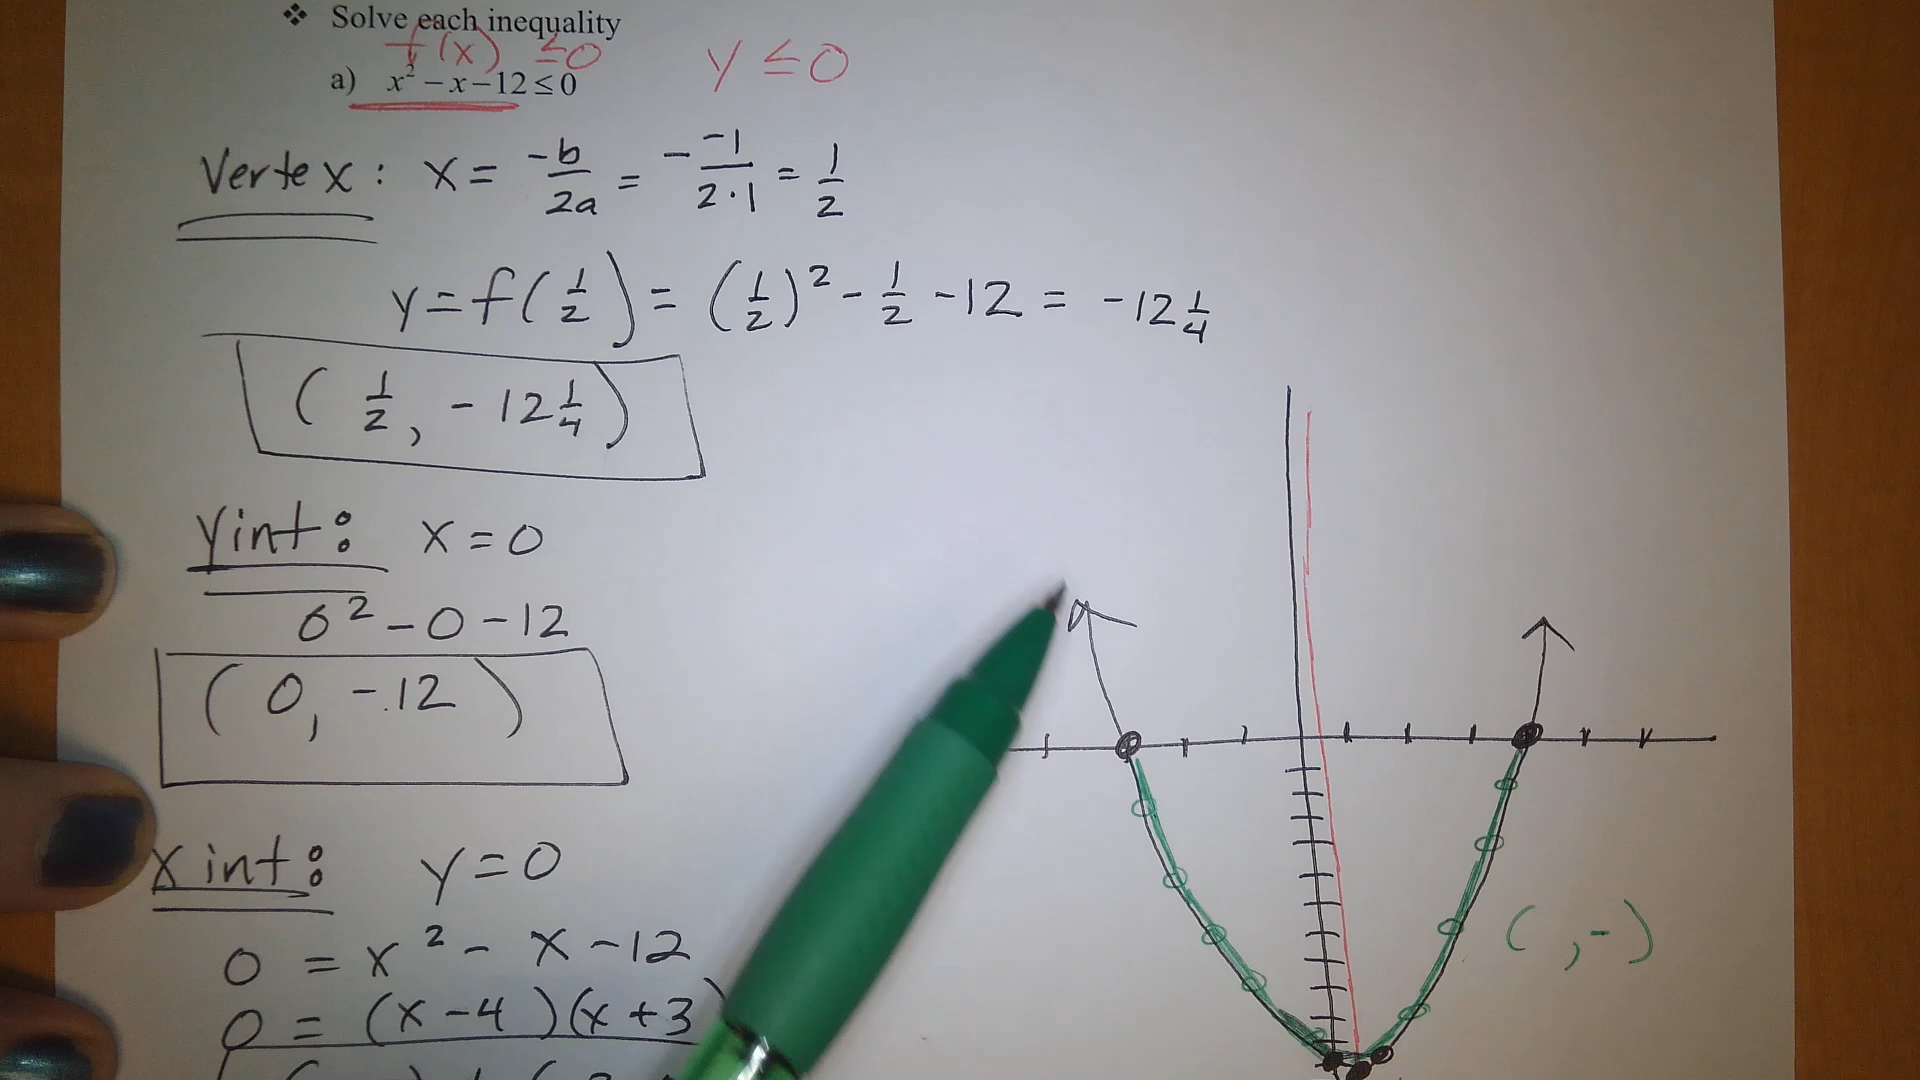 ❖ Solve each inequality
f(x) ≤0 y ≤0
a) x² – x – 12 ≤ 0
Vertex: x = -b/2a = - -1/2·1 = 1/2
y = f(1/2) = (1/2)² - 1/2 - 12 = -12 1/4
(1/2, -12 1/4)
Yint: x = 0
0² - 0 - 12
(0, -12)
x int: y = 0
0 = x² - x - 12
0 = (x - 4)(x + 3)
( , -)